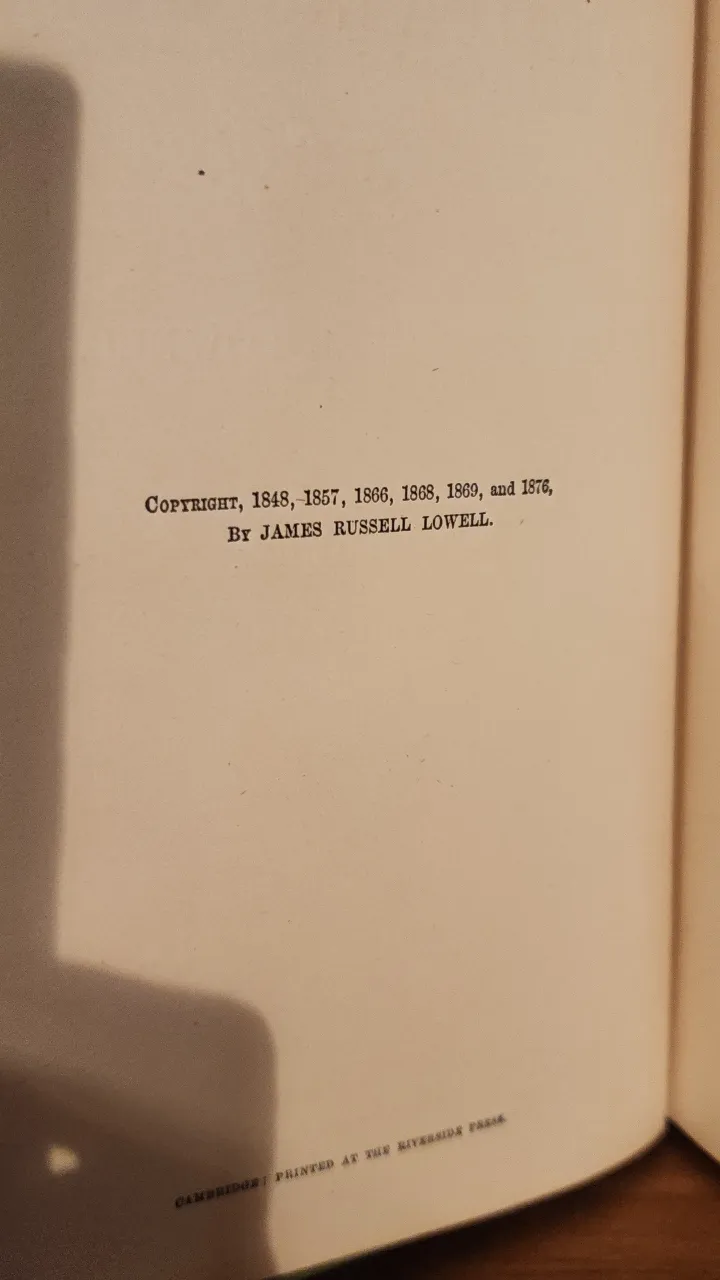 COPYRIGHT, 1848, 1857, 1866, 1868, 1869, and 1876,
BY JAMES RUSSELL LOWELL.
CAMBRIDGE: PRINTED AT THE RIVERSIDE PRESS.